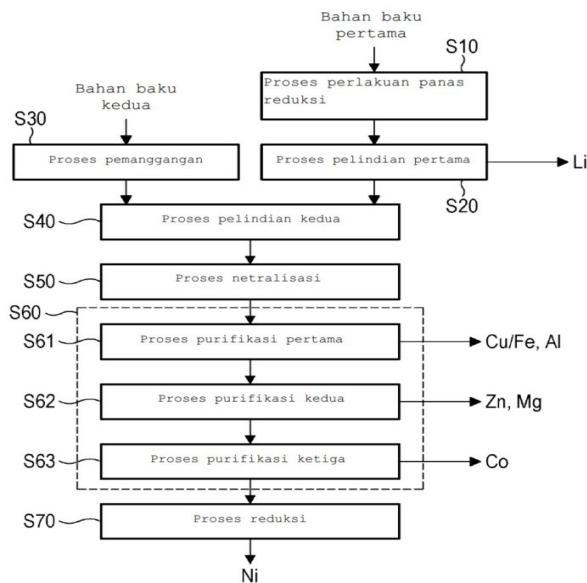 Bahan baku
pertama
S10
Proses perlakuan panas
reduksi
Bahan baku
kedua
S30
Proses pemanggangan
Proses pelindian pertama
Li
S20
S40
Proses pelindian kedua
S50
Proses netralisasi
S60
S61
Proses purifikasi pertama
Cu/Fe, Al
S62
Proses purifikasi kedua
Zn, Mg
S63
Proses purifikasi ketiga
Co
S70
Proses reduksi
Ni